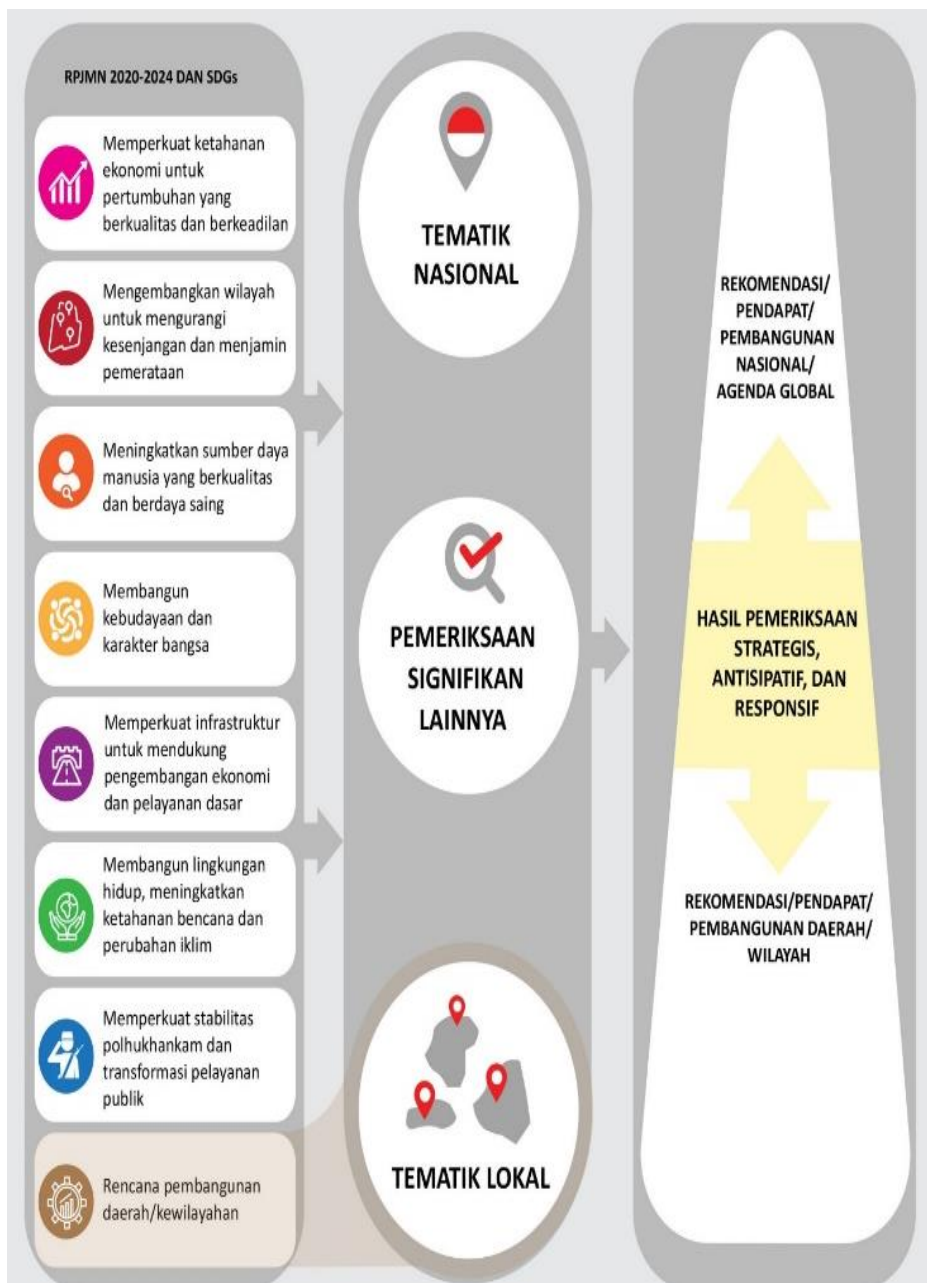 RPJMN 2020-2024 DAN SDGs
Memperkuat ketahanan
ekonomi untuk
pertumbuhan yang
berkualitas dan berkeadilan
Mengembangkan wilayah
untuk mengurangi
kesenjangan dan menjamin
pemerataan
Meningkatkan sumber daya
manusia yang berkualitas
dan berdaya saing
Membangun
kebudayaan dan
karakter bangsa
Memperkuat infrastruktur
untuk mendukung
pengembangan ekonomi
dan pelayanan dasar
Membangun lingkungan
hidup, meningkatkan
ketahanan bencana dan
perubahan iklim
Memperkuat stabilitas
polhukhankam dan
transformasi pelayanan
publik
Rencana pembangunan
daerah/kewilayahan
TEMATIK
NASIONAL
PEMERIKSAAN
SIGNIFIKAN
LAINNYA
TEMATIK LOKAL
REKOMENDASI/
PENDAPAT/
PEMBANGUNAN
NASIONAL/
AGENDA GLOBAL
HASIL PEMERIKSAAN
STRATEGIS,
ANTISIPATIF, DAN
RESPONSIF
REKOMENDASI/PENDAPAT/
PEMBANGUNAN DAERAH/
WILAYAH